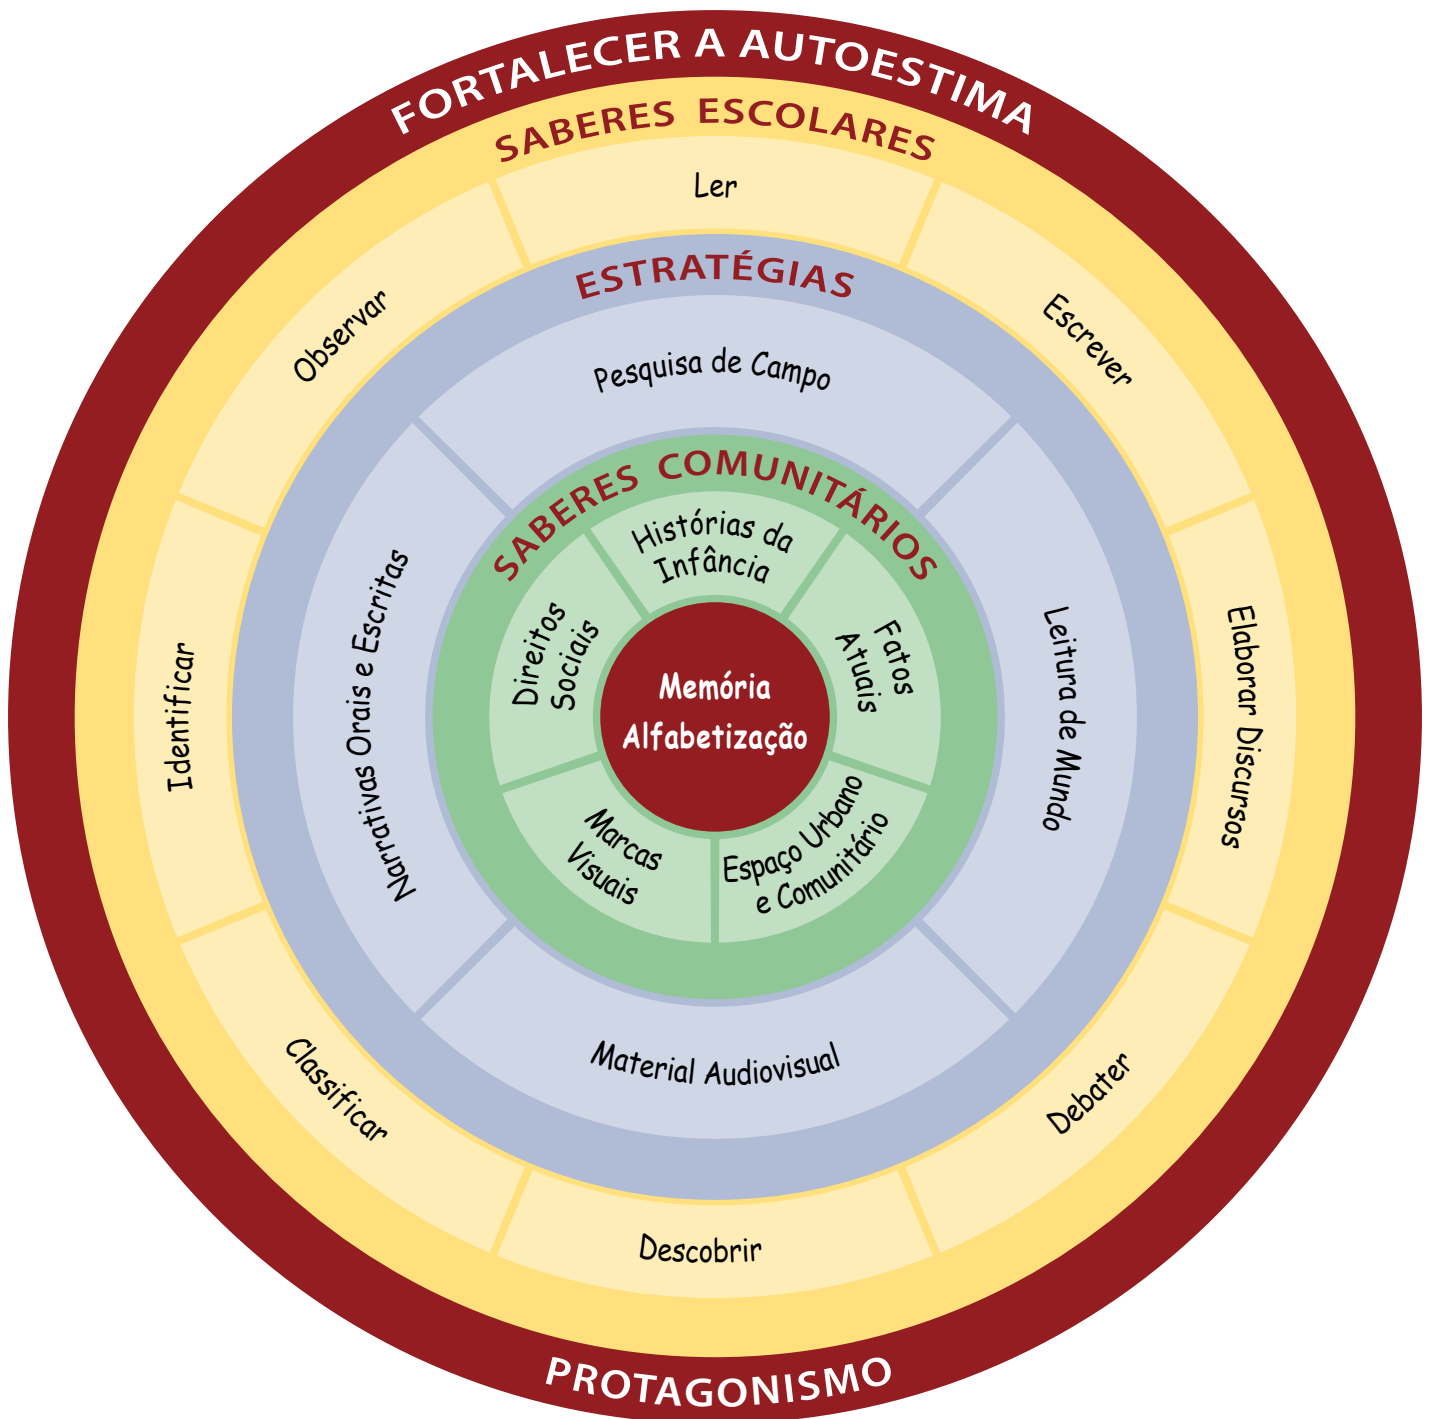 FORTALECER A AUTOESTIMA
SABERES ESCOLARES
Ler
Escrever
Elaborar Discursos
Debater
Descobrir
Classificar
Identificar
Observar
ESTRATÉGIAS
Pesquisa de Campo
Leitura de Mundo
Material Audiovisual
Narrativas Orais e Escritas
SABERES COMUNITÁRIOS
Histórias da
Infância
Fatos
Atuais
Espaço Urbano
e Comunitário
Marcas
Visuais
Direitos
Sociais
Memória
Alfabetização
PROTAGONISMO